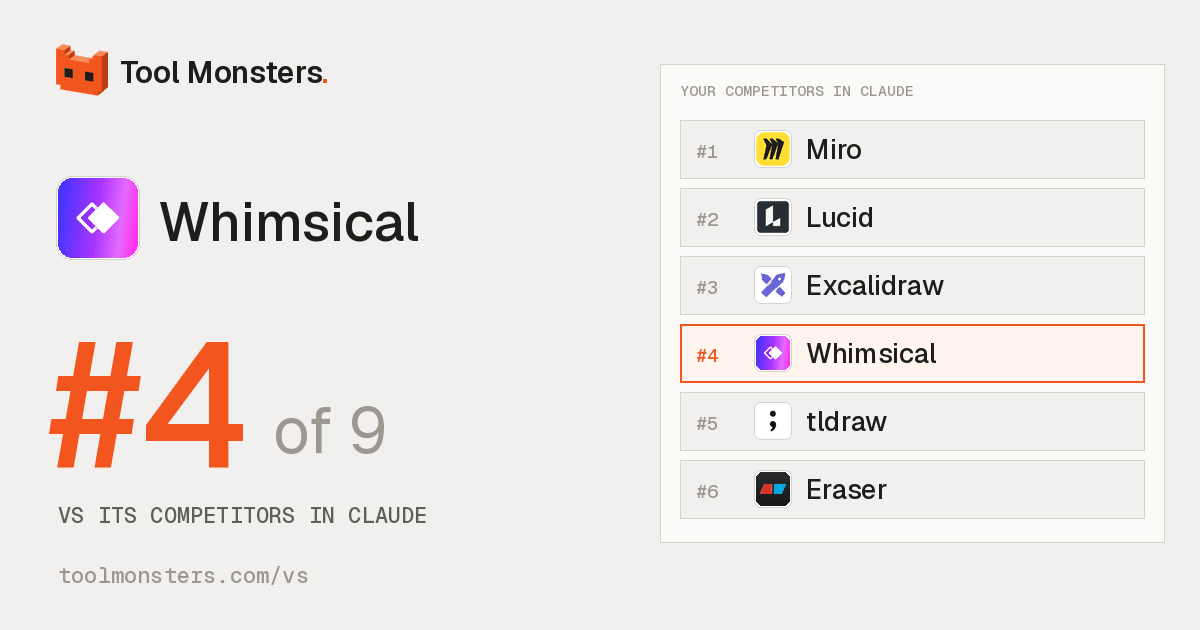 Tool Monsters.
Whimsical
#4 of 9
VS ITS COMPETITORS IN CLAUDE
toolmonsters.com/vs
YOUR COMPETITORS IN CLAUDE
#1 Miro
#2 Lucid
#3 Excalidraw
#4 Whimsical
#5 tldraw
#6 Eraser